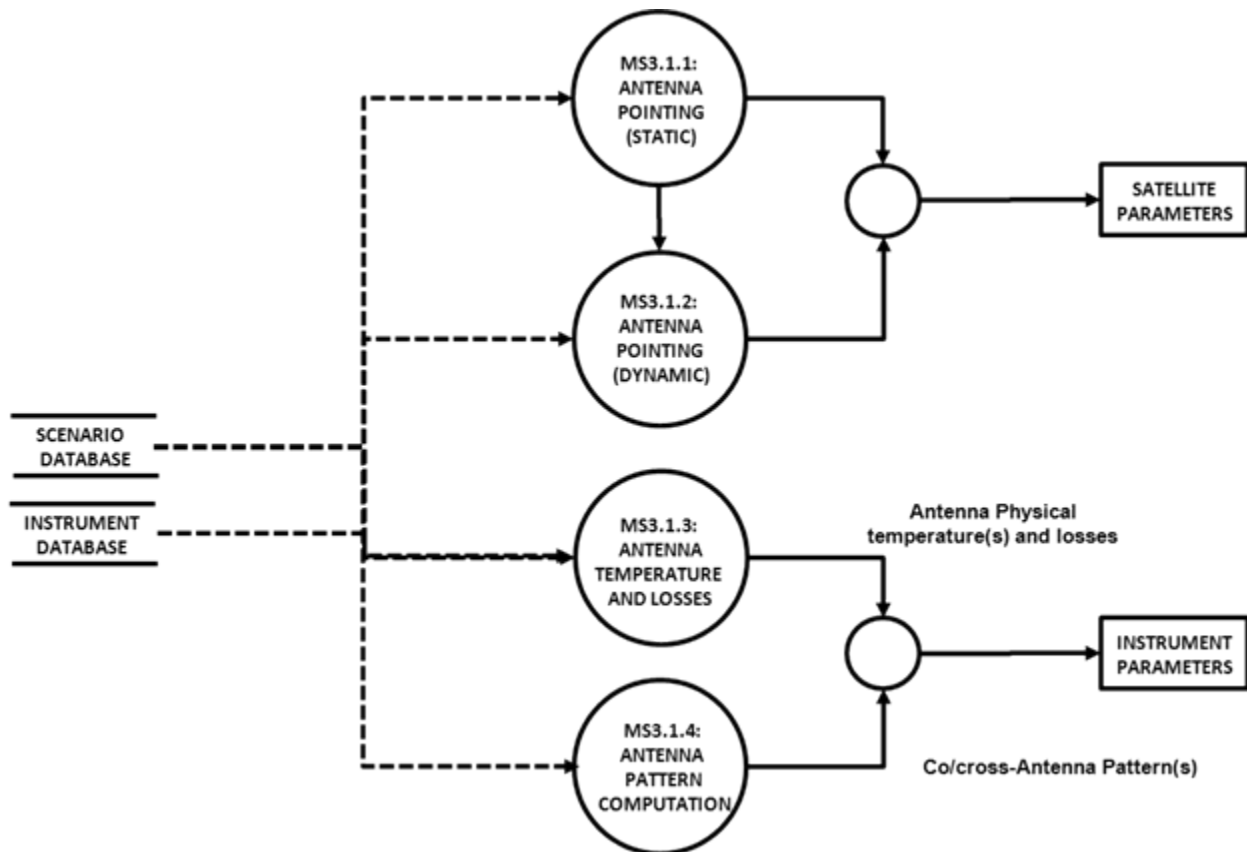 MS3.1.1:
ANTENNA
POINTING
(STATIC)
SATELLITE
PARAMETERS
MS3.1.2:
ANTENNA
POINTING
(DYNAMIC)
SCENARIO
DATABASE
INSTRUMENT
DATABASE
MS3.1.3:
ANTENNA
TEMPERATURE
AND LOSSES
Antenna Physical
temperature(s) and losses
INSTRUMENT
PARAMETERS
MS3.1.4:
ANTENNA
PATTERN
COMPUTATION
Co/cross-Antenna Pattern(s)